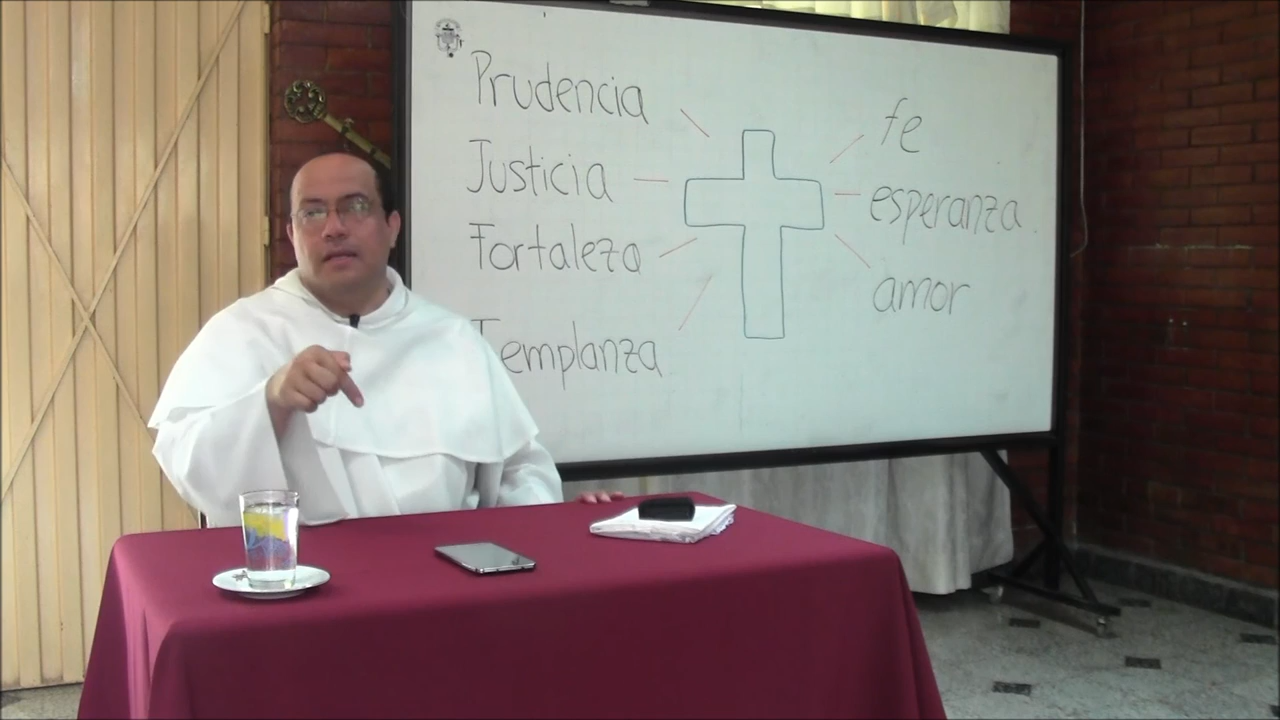 Prudencia
Justicia
Fortaleza
Templanza
fe
esperanza
amor